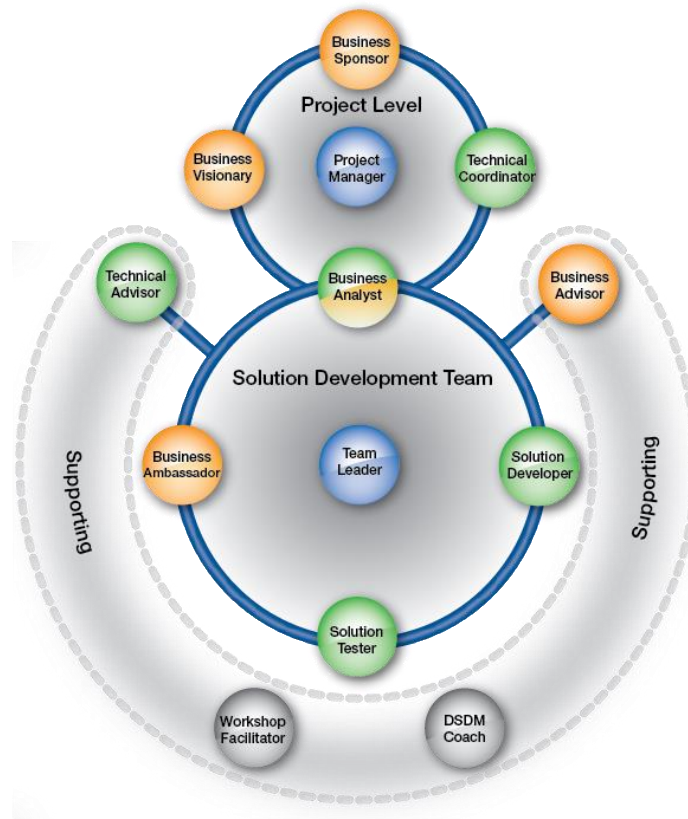 Business
Sponsor
Project Level
Business
Visionary
Project
Manager
Technical
Coordinator
Technical
Advisor
Business
Analyst
Business
Advisor
Solution Development Team
Supporting
Business
Ambassador
Team
Leader
Solution
Developer
Supporting
Solution
Tester
Workshop
Facilitator
DSDM
Coach